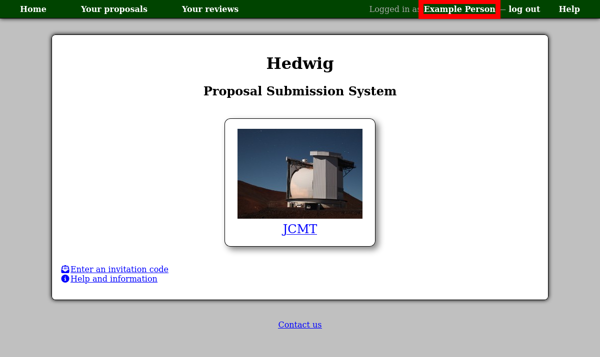 Home Your proposals Your reviews Logged in as Example Person — log out Help
Hedwig
Proposal Submission System
JCMT
Enter an invitation code
Help and information
Contact us